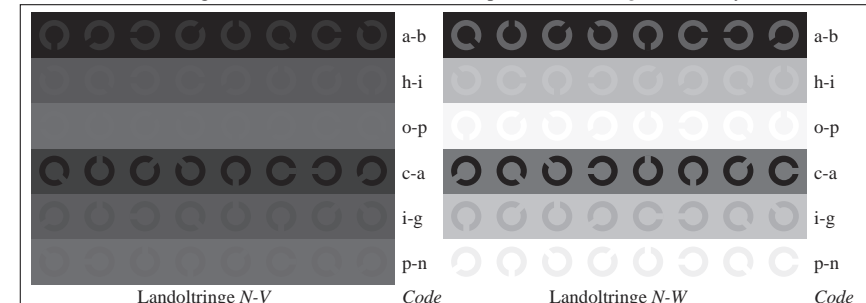 a-b a-b
h-i h-i
o-p o-p
c-a c-a
i-g i-g
p-n p-n
Landoltringe N-V Code Landoltringe N-W Code